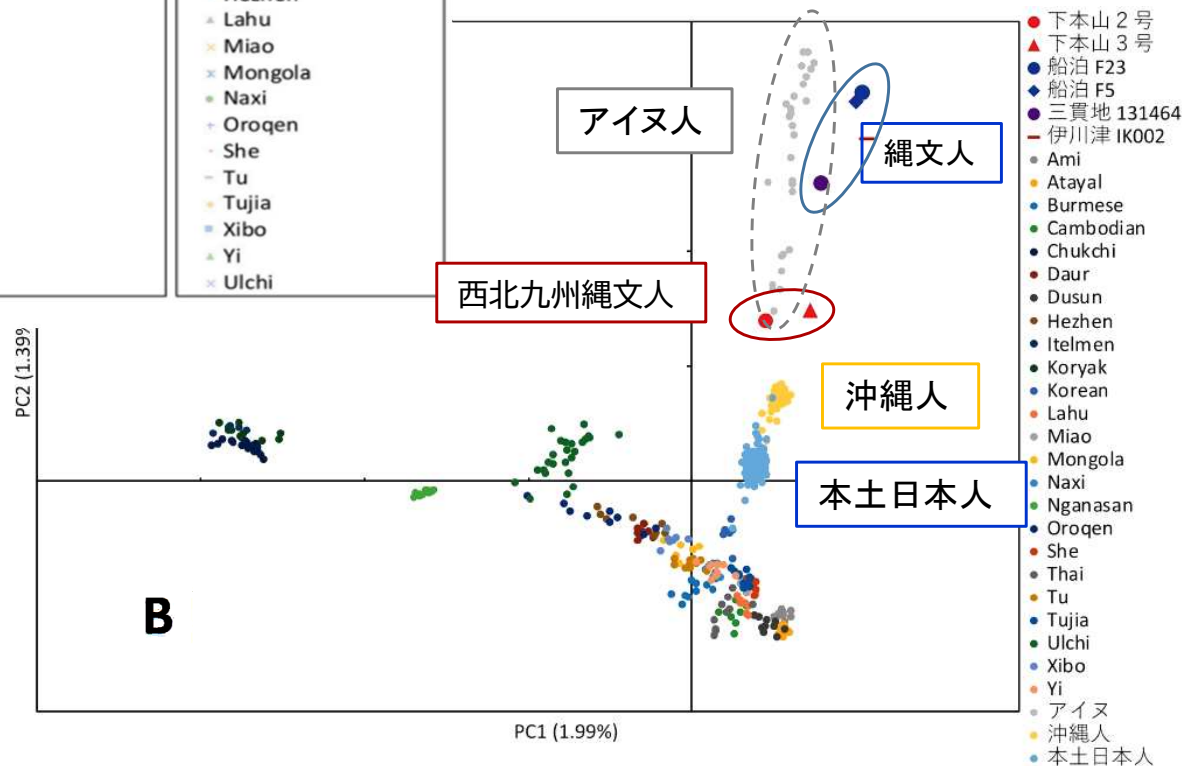 Lahu
Miao
Mongola
Naxi
Oroqen
She
Tu
Tujia
Xibo
Yi
Ulchi
アイヌ人
縄文人
西北九州縄文人
沖縄人
本土日本人
PC2 (1.39%
B
PC1 (1.99%)
下本山２号
下本山３号
船泊 F23
船泊 F5
三貫地 131464
伊川津 IK002
Ami
Atayal
Burmese
Cambodian
Chukchi
Daur
Dusun
Hezhen
Itelmen
Koryak
Korean
Lahu
Miao
Mongola
Naxi
Nganasan
Oroqen
She
Thai
Tu
Tujia
Ulchi
Xibo
Yi
アイヌ
沖縄人
本土日本人